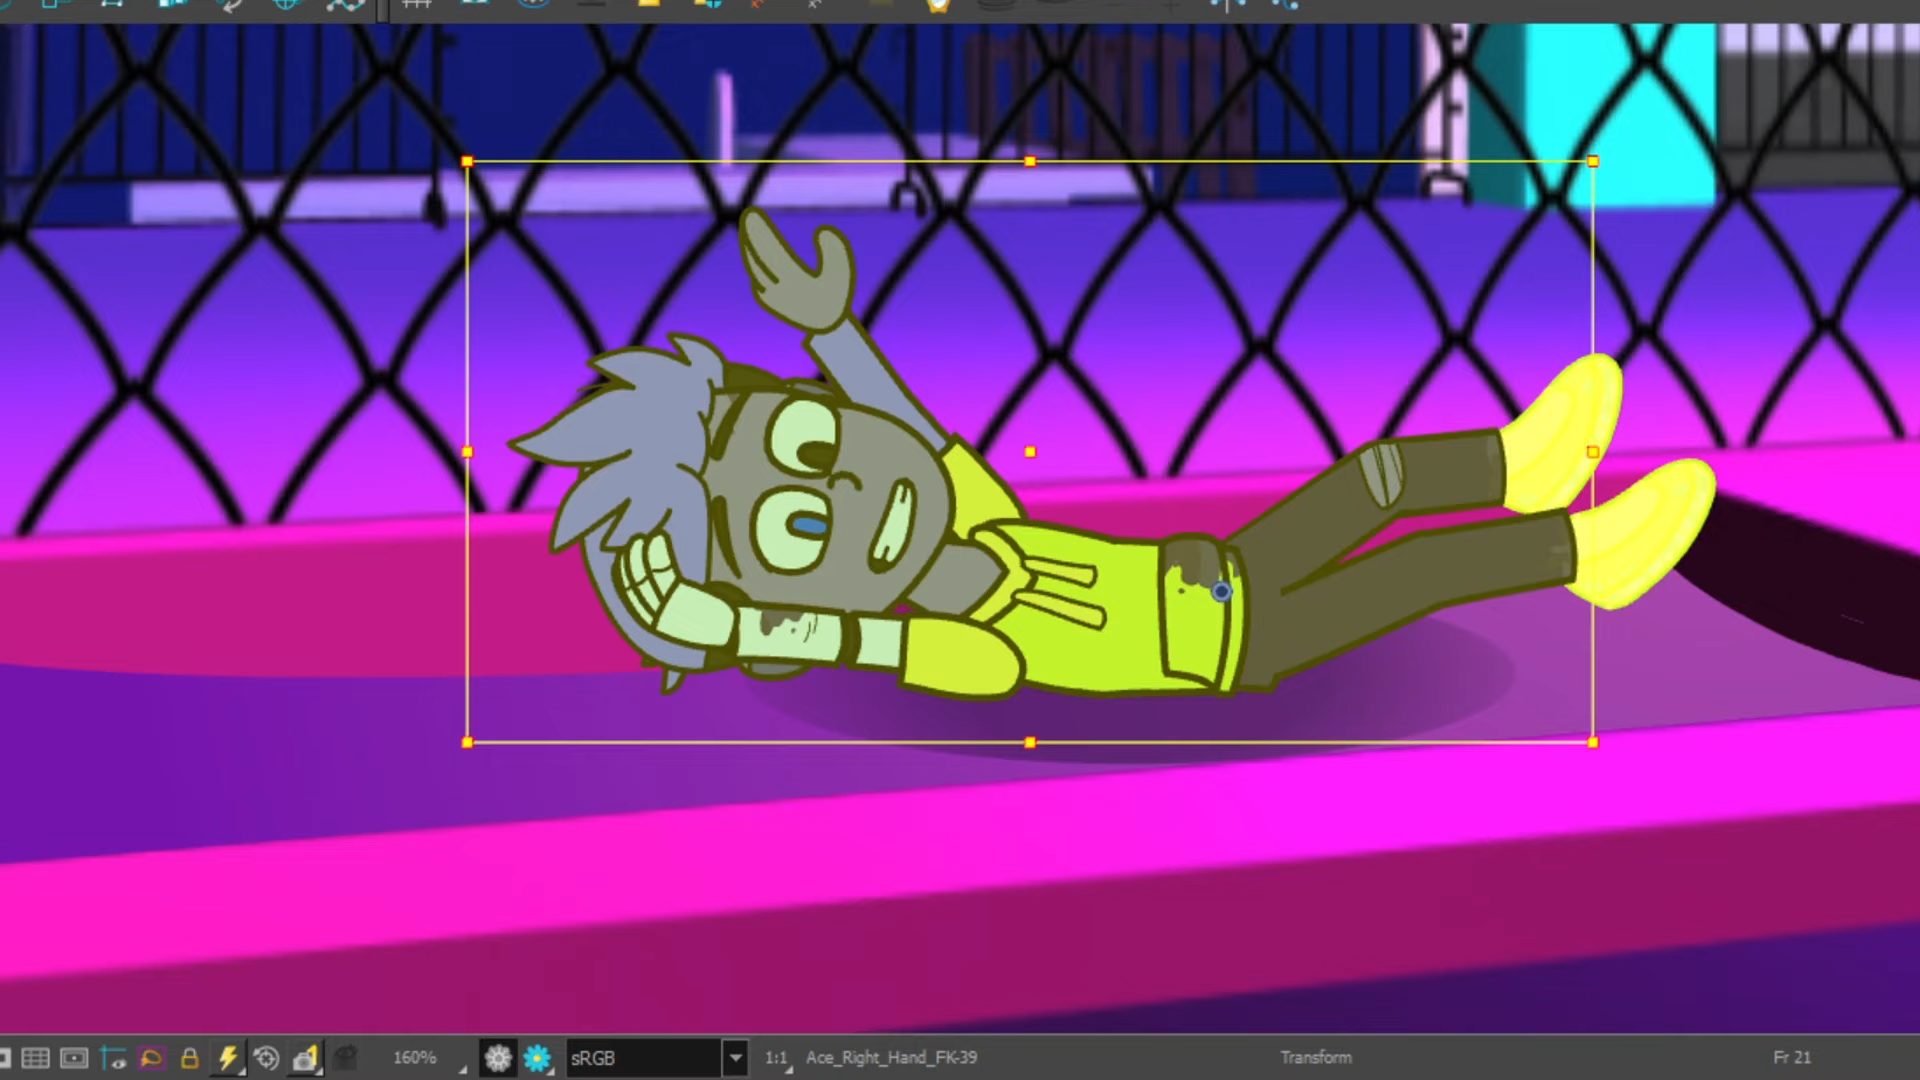 160%
sRGB
1:1
Ace_Right_Hand_FK-39
Transform
Fr 21